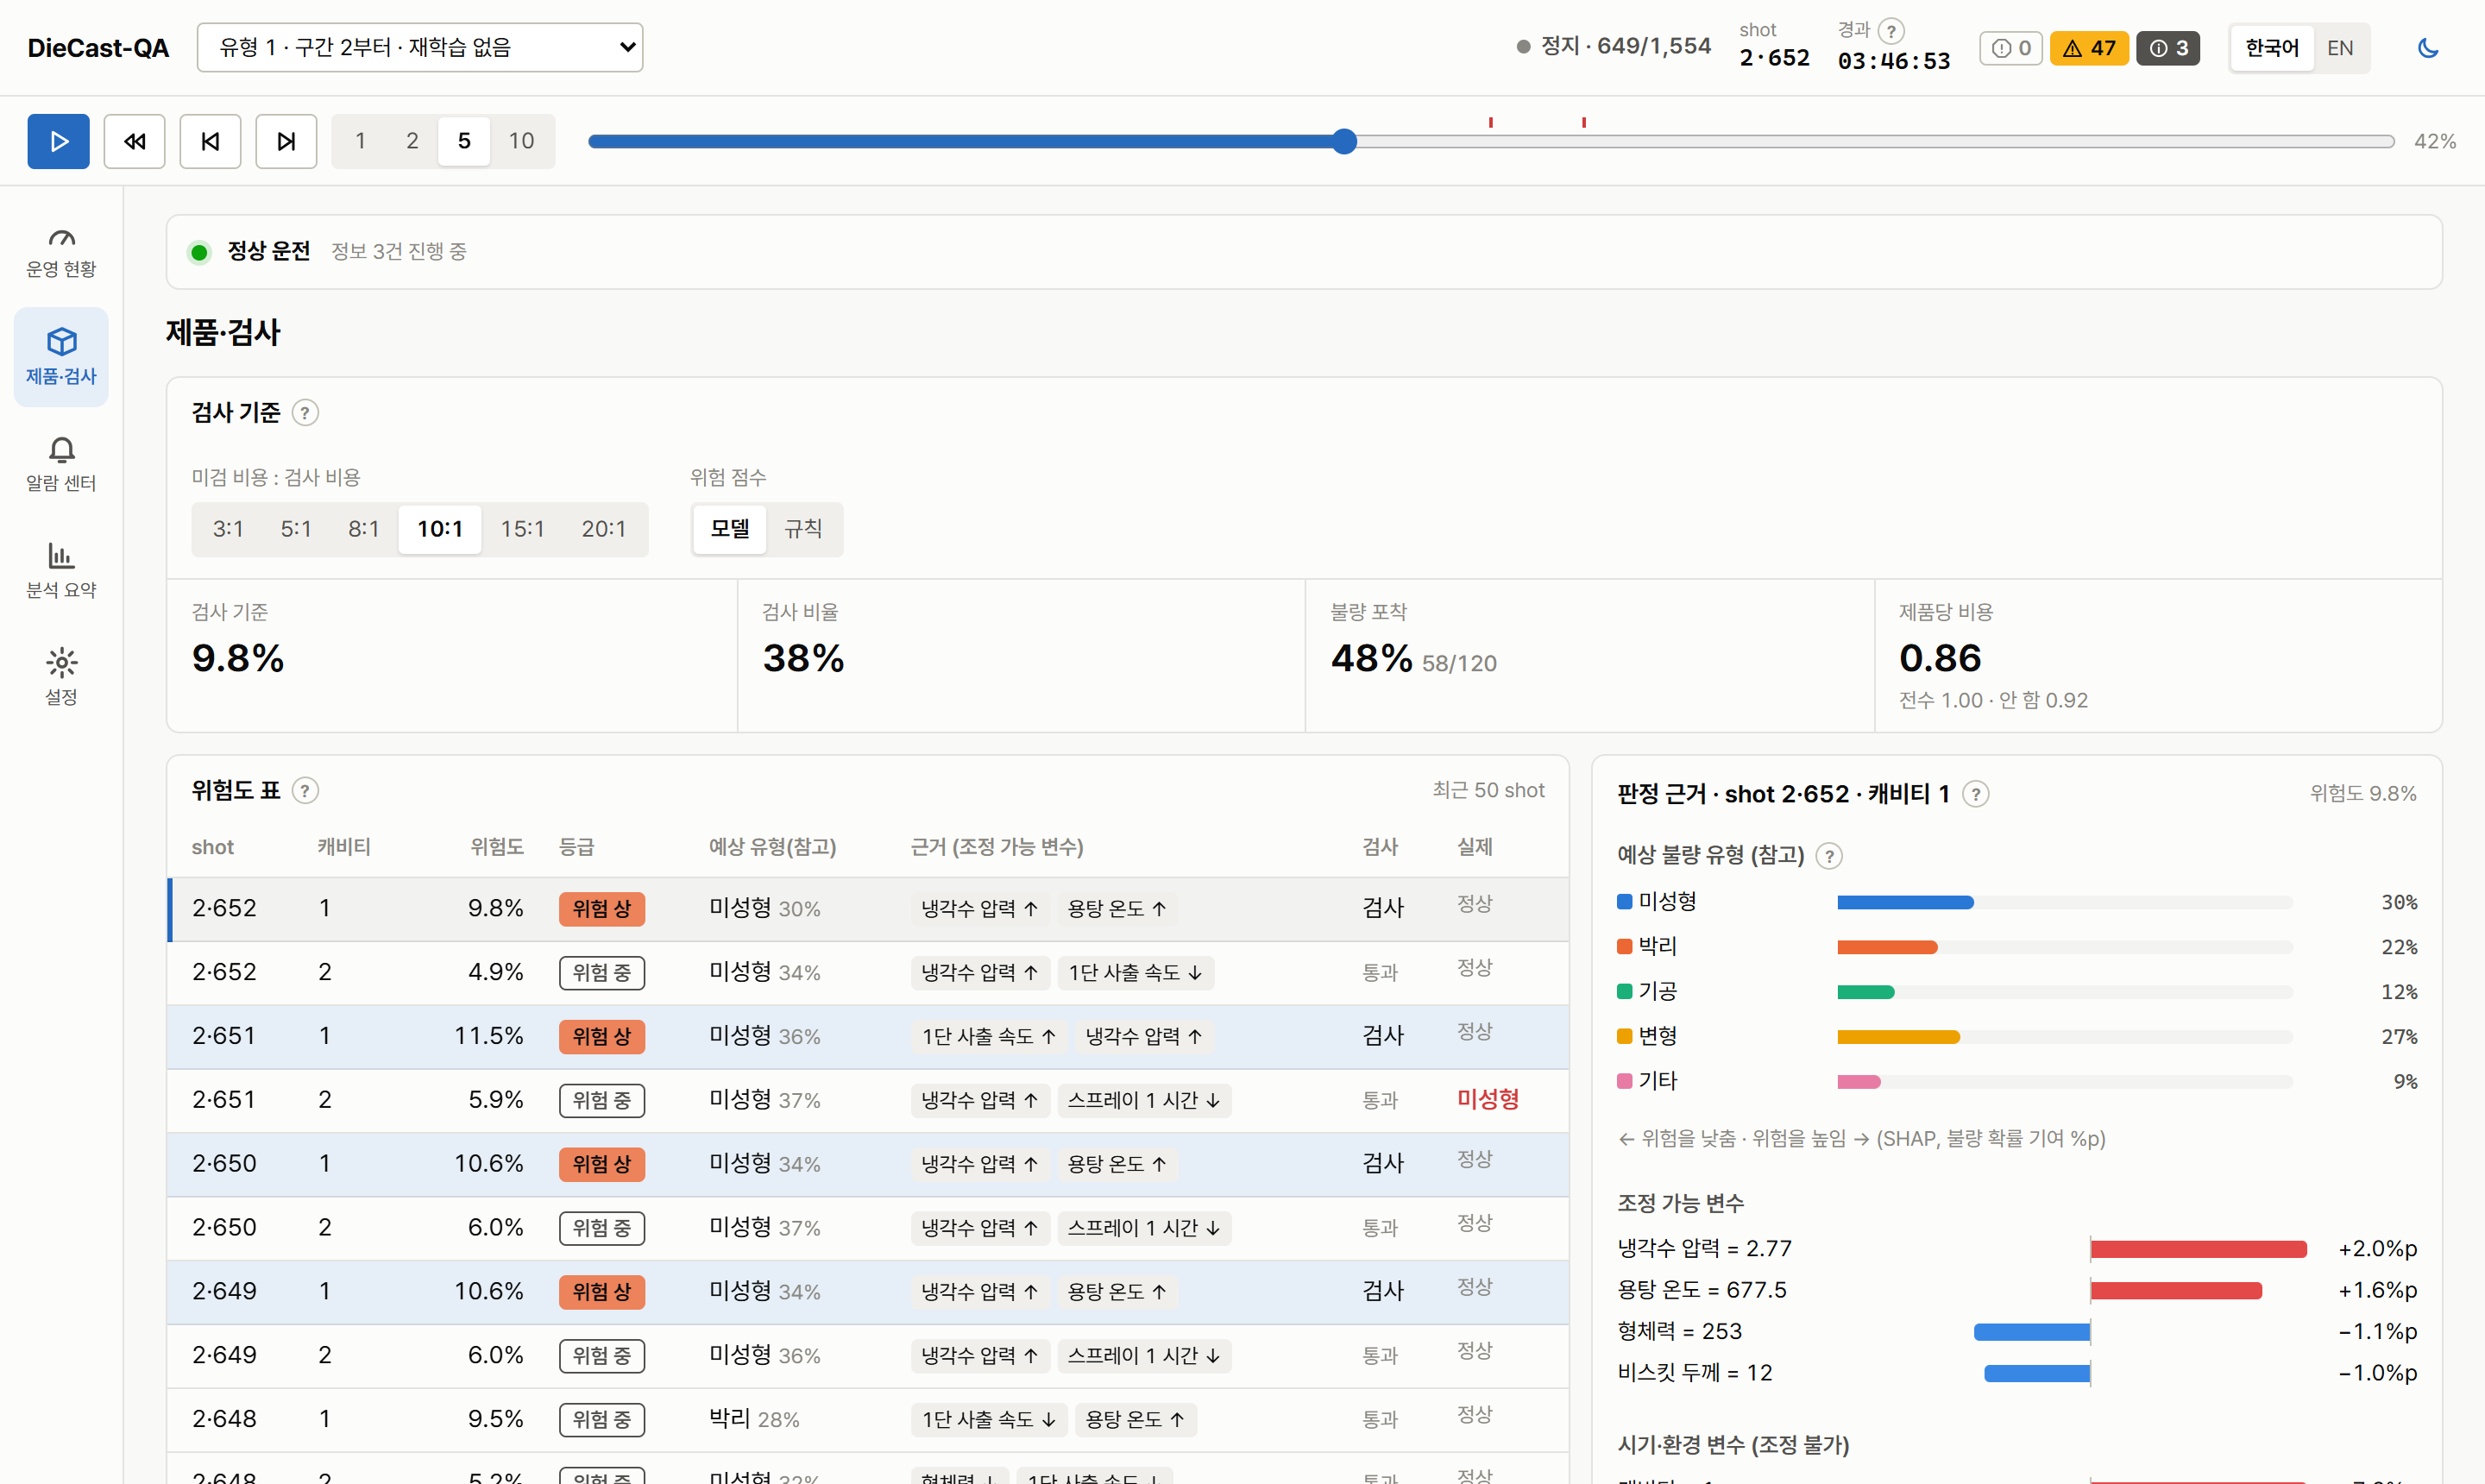 DieCast-QA
유형 1 · 구간 2부터 · 재학습 없음
정지 · 649/1,554
shot
2·652
경과 ?
03:46:53
0
47
3
한국어 EN
1 2 5 10
42%
운영 현황
제품·검사
알람 센터
분석 요약
설정
정상 운전 정보 3건 진행 중
제품·검사
검사 기준 ?
미검 비용 : 검사 비용
3:1 5:1 8:1 10:1 15:1 20:1
위험 점수
모델 규칙
검사 기준
9.8%
검사 비율
38%
불량 포착
48% 58/120
제품당 비용
0.86
전수 1.00 · 안 함 0.92
위험도 표 ? 최근 50 shot
shot 캐비티 위험도 등급 예상 유형(참고) 근거 (조정 가능 변수) 검사 실제
2·652 1 9.8% 위험 상 미성형 30% 냉각수 압력 ↑ 용탕 온도 ↑ 검사 정상
2·652 2 4.9% 위험 중 미성형 34% 냉각수 압력 ↑ 1단 사출 속도 ↓ 통과 정상
2·651 1 11.5% 위험 상 미성형 36% 1단 사출 속도 ↑ 냉각수 압력 ↑ 검사 정상
2·651 2 5.9% 위험 중 미성형 37% 냉각수 압력 ↑ 스프레이 1 시간 ↓ 통과 미성형
2·650 1 10.6% 위험 상 미성형 34% 냉각수 압력 ↑ 용탕 온도 ↑ 검사 정상
2·650 2 6.0% 위험 중 미성형 37% 냉각수 압력 ↑ 스프레이 1 시간 ↓ 통과 정상
2·649 1 10.6% 위험 상 미성형 34% 냉각수 압력 ↑ 용탕 온도 ↑ 검사 정상
2·649 2 6.0% 위험 중 미성형 36% 냉각수 압력 ↑ 스프레이 1 시간 ↓ 통과 정상
2·648 1 9.5% 위험 중 박리 28% 1단 사출 속도 ↓ 용탕 온도 ↑ 통과 정상
2·648 2 5.2% 위험 중 미성형 32% 형체력 ↓ 1단 사출 속도 ↓ 통과 정상
판정 근거 · shot 2·652 · 캐비티 1 ? 위험도 9.8%
예상 불량 유형 (참고) ?
미성형 30%
박리 22%
기공 12%
변형 27%
기타 9%
← 위험을 낮춤 · 위험을 높임 → (SHAP, 불량 확률 기여 %p)
조정 가능 변수
냉각수 압력 = 2.77 +2.0%p
용탕 온도 = 677.5 +1.6%p
형체력 = 253 −1.1%p
비스킷 두께 = 12 −1.0%p
시기·환경 변수 (조정 불가)